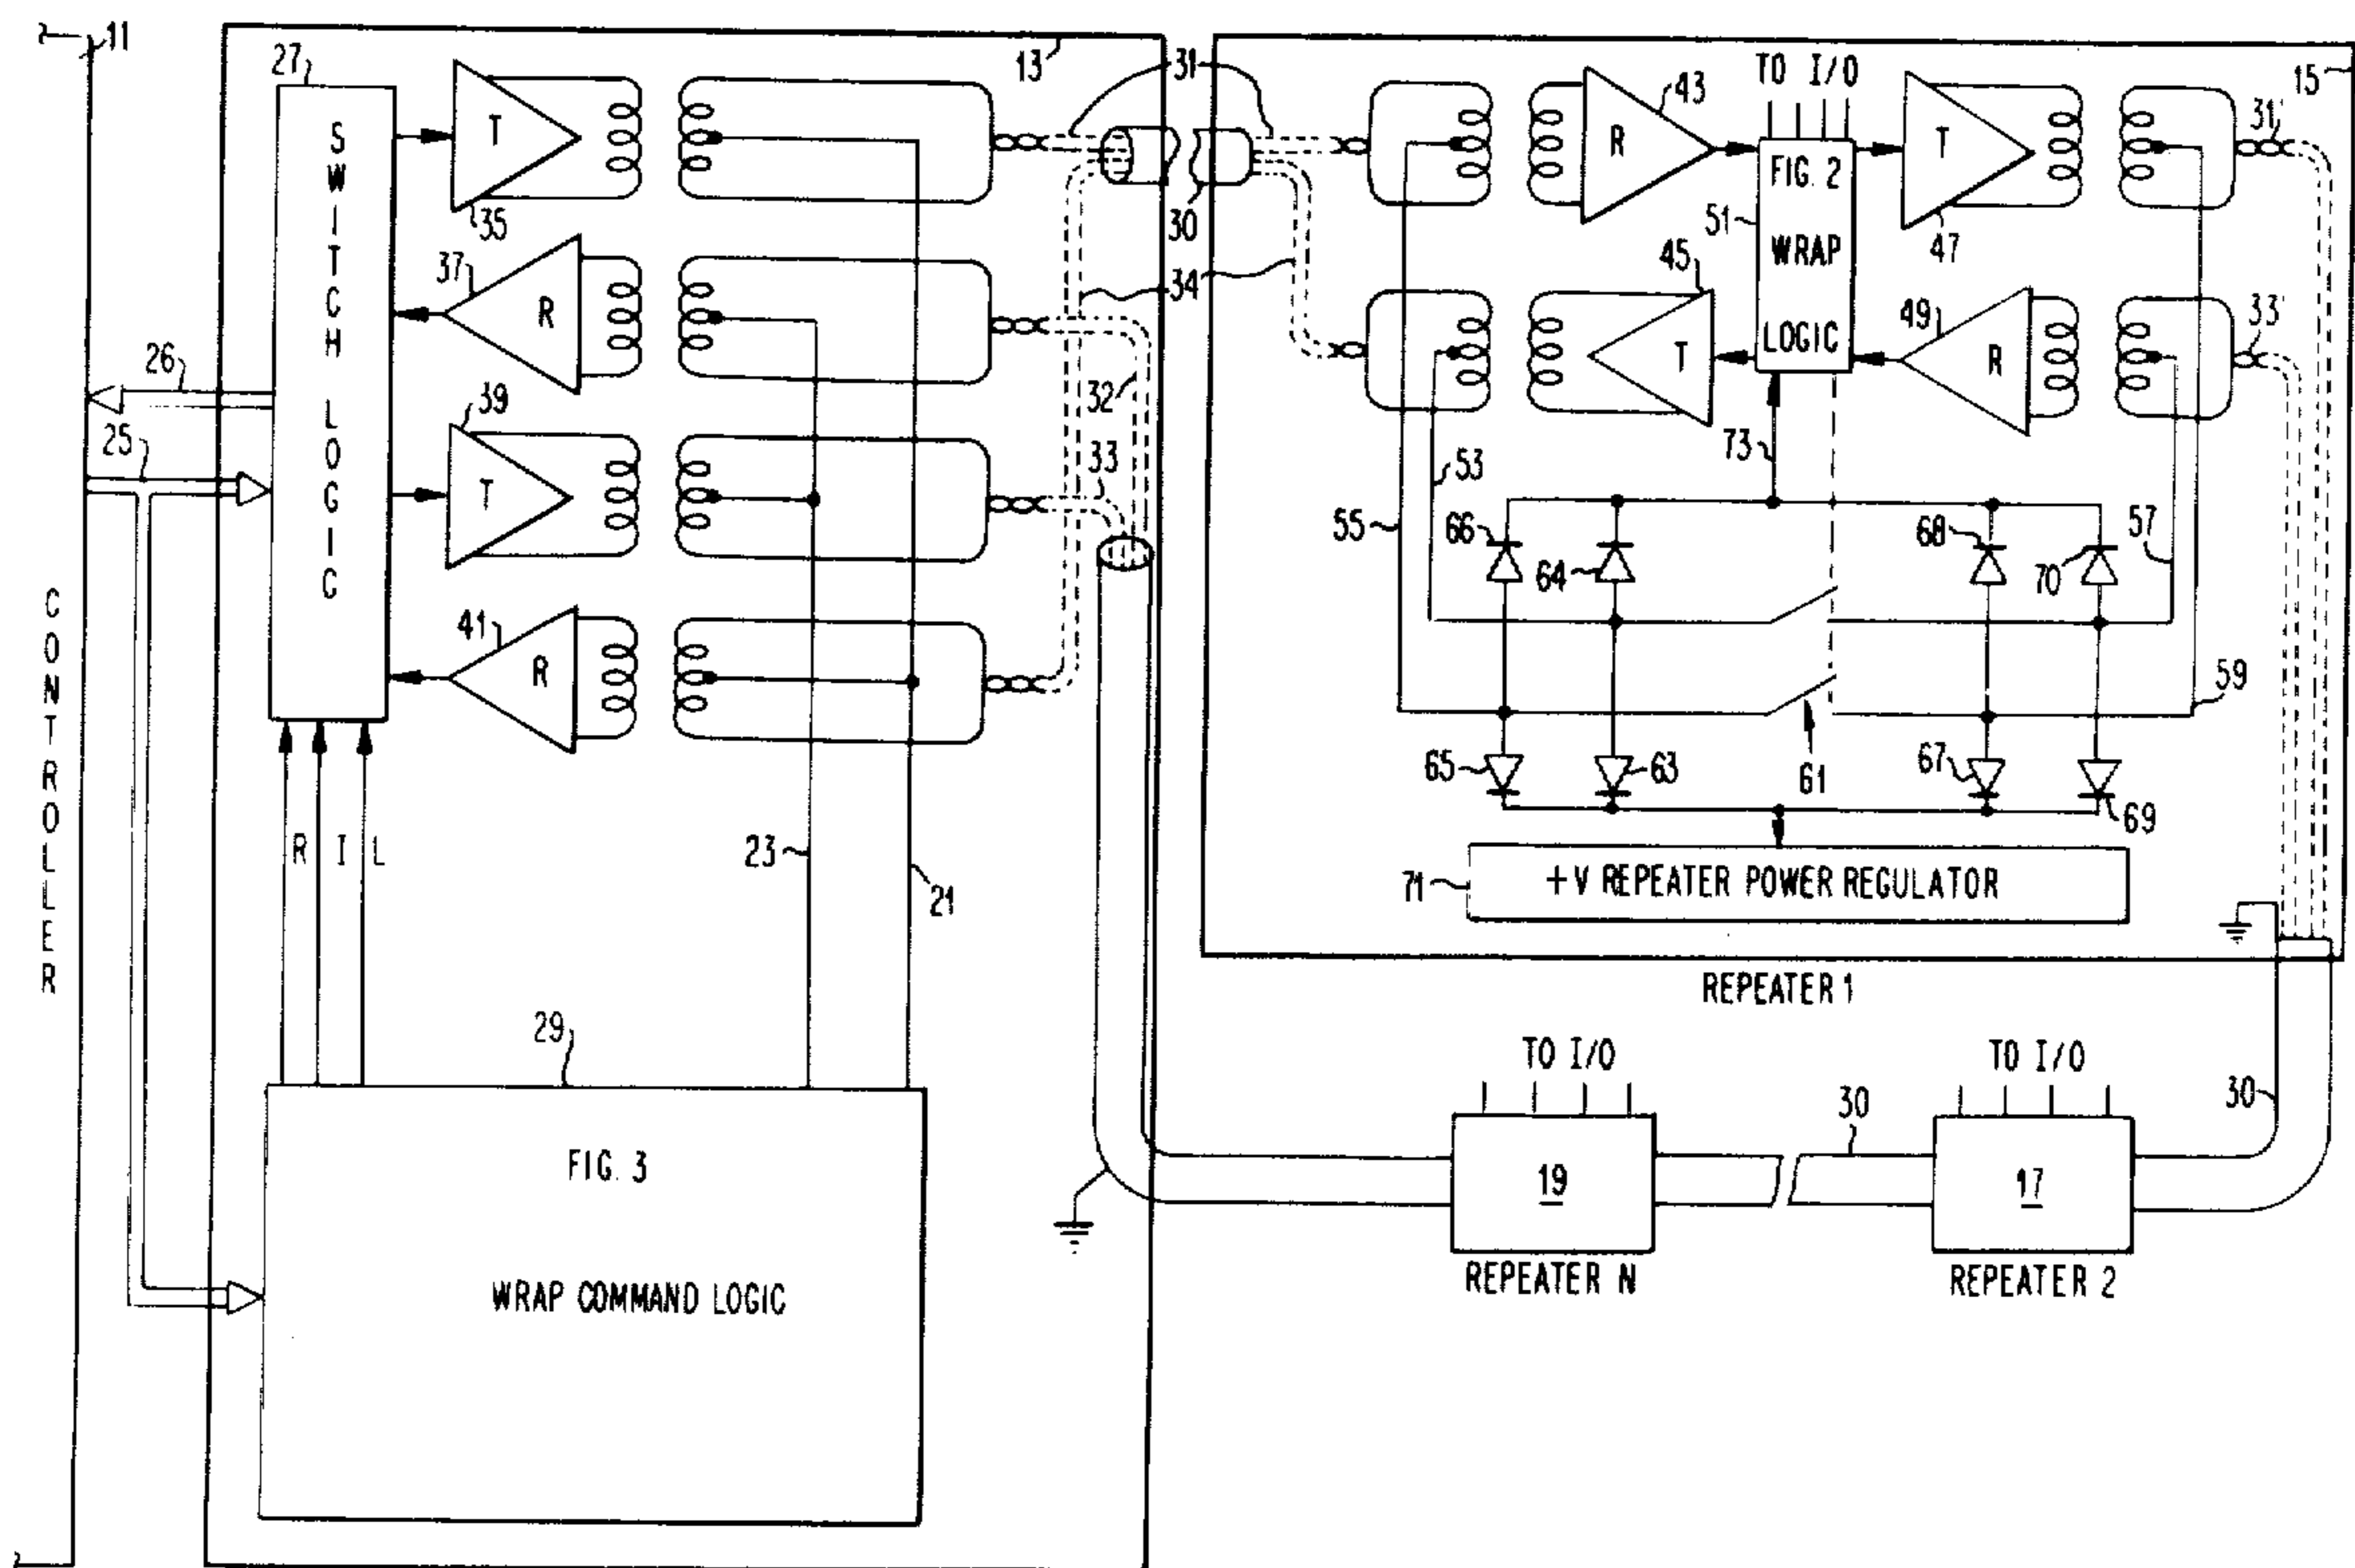 11
27
13
31
TO I/O
15
T
35
43
R
FIG. 2
51
WRAP
LOGIC
T
47
31'
30
SWITCH LOGIC
37
R
34
45
T
49
R
33'
26
39
32
25
T
33
73
53
55
66
64
68
70
57
41
R
59
65
63
61
67
69
CONTROLLER
R I L
23
21
71
+V REPEATER POWER REGULATOR
REPEATER 1
29
FIG. 3
WRAP COMMAND LOGIC
TO I/O
30
TO I/O
30
19
17
REPEATER N
REPEATER 2